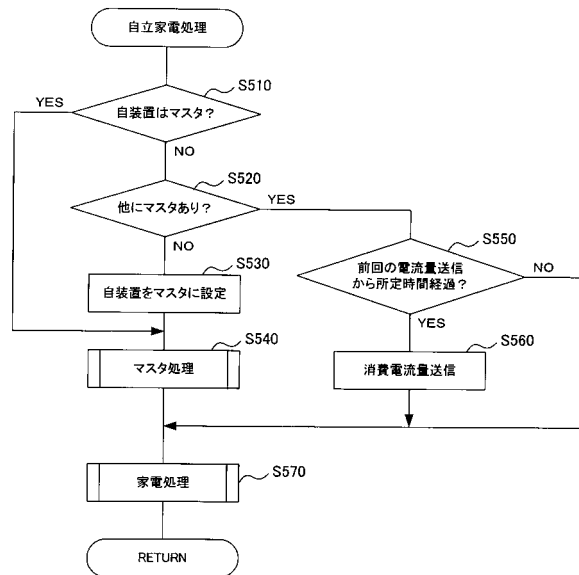 自立家電処理
S510
YES
自装置はマスタ？
NO
S520
YES
他にマスタあり？
NO
S550
前回の電流量送信
から所定時間経過？
NO
YES
S530
自装置をマスタに設定
S540
マスタ処理
S560
消費電流量送信
S570
家電処理
RETURN